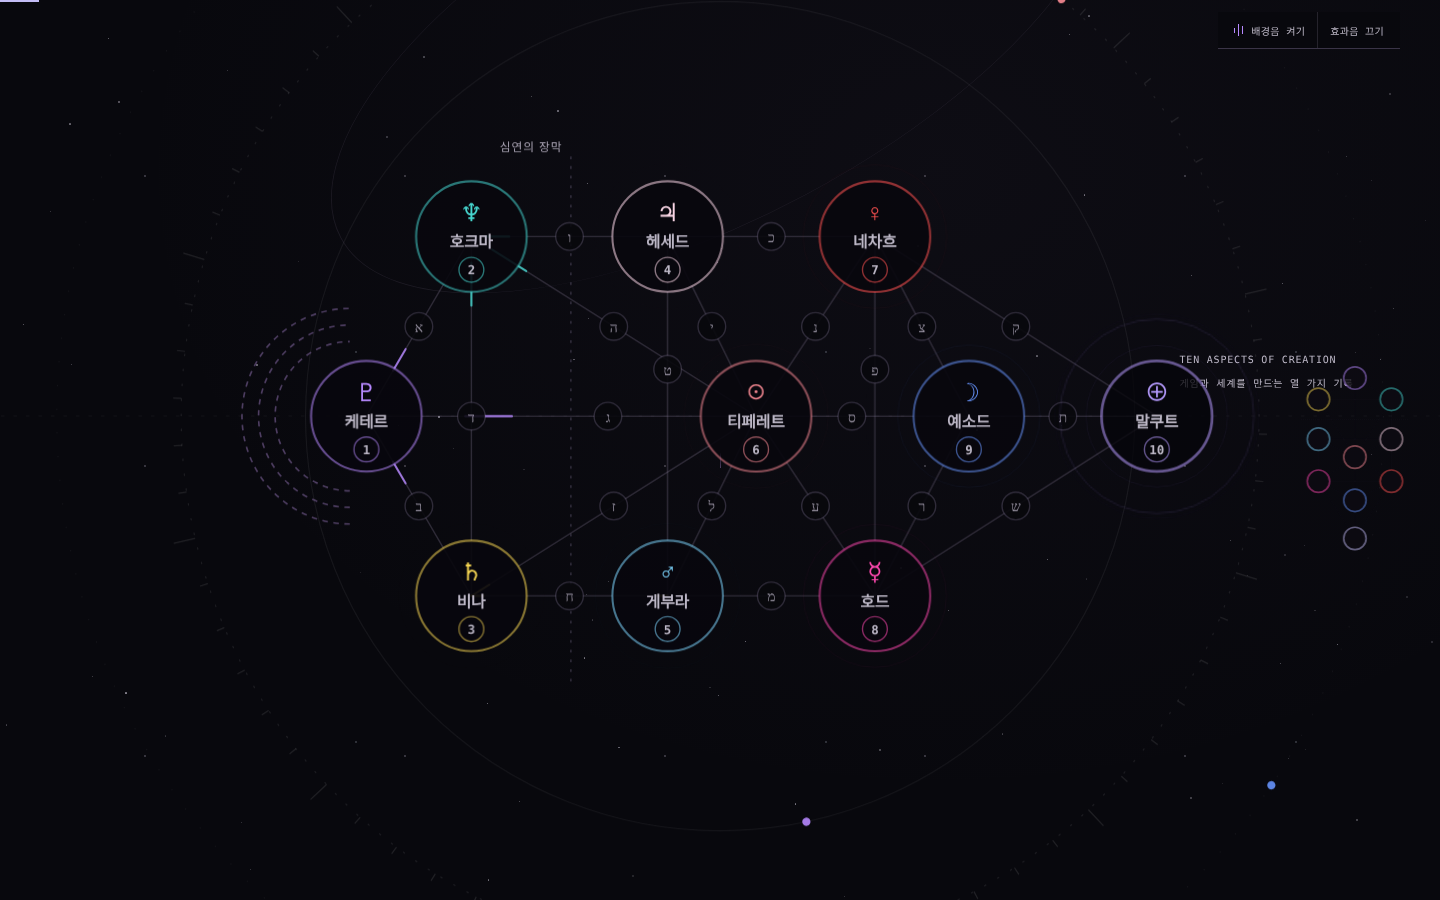 배경음 켜기
효과음 끄기
심연의 장막
♆
호크마
2
ו
♃
헤세드
4
כ
♀
네차흐
7
א
ה
י
נ
צ
ק
ט
פ
TEN ASPECTS OF CREATION
세계를 만드는 열 가지
♇
케테르
1
ד
ג
☉
티페레트
6
ס
☽
예소드
9
ת
⊕
말쿠트
10
ב
ז
ל
ע
ר
ש
♄
비나
3
ח
♂
게부라
5
מ
☿
호드
8